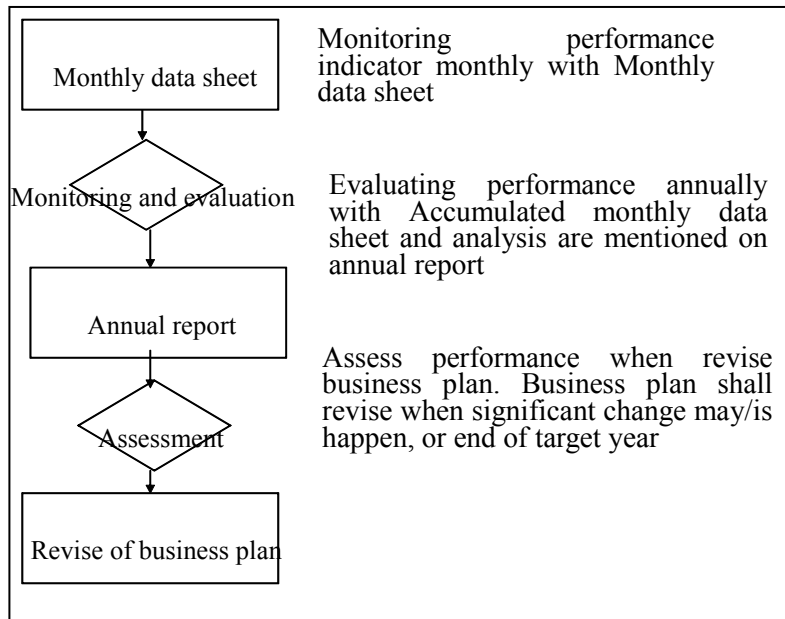 Monthly data sheet
Monitoring performance
indicator monthly with Monthly
data sheet
Monitoring and evaluation
Evaluating performance annually
with Accumulated monthly data
sheet and analysis are mentioned on
annual report
Annual report
Assess performance when revise
business plan. Business plan shall
revise when significant change may/is
happen, or end of target year
Assessment
Revise of business plan